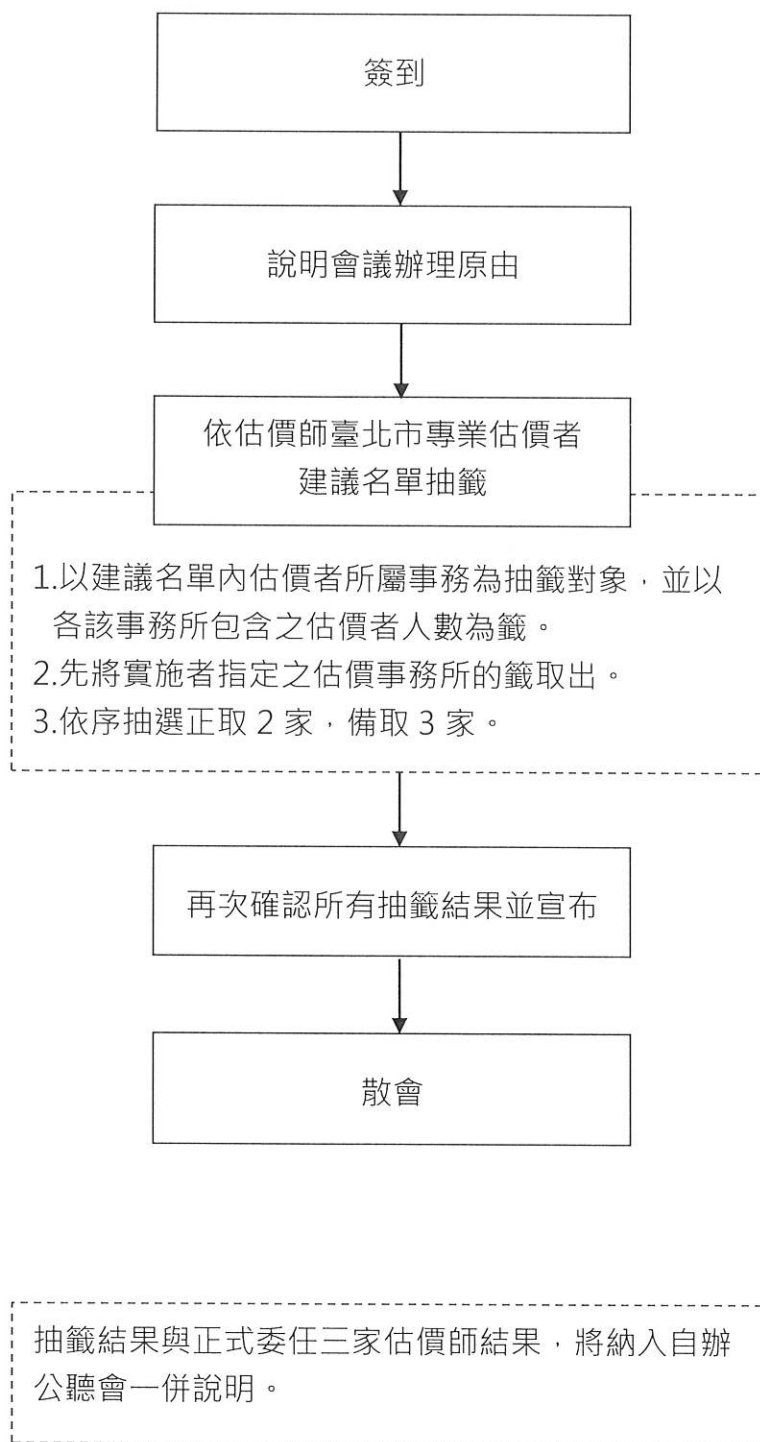 簽到
說明會議辦理原由
依估價師臺北市專業估價者
建議名單抽籤
1.以建議名單內估價者所屬事務為抽籤對象，並以
各該事務所包含之估價者人數為籤。
2.先將實施者指定之估價事務所的籤取出。
3.依序抽選正取 2 家，備取 3 家。
再次確認所有抽籤結果並宣布
散會
抽籤結果與正式委任三家估價師結果，將納入自辦
公聽會一併說明。